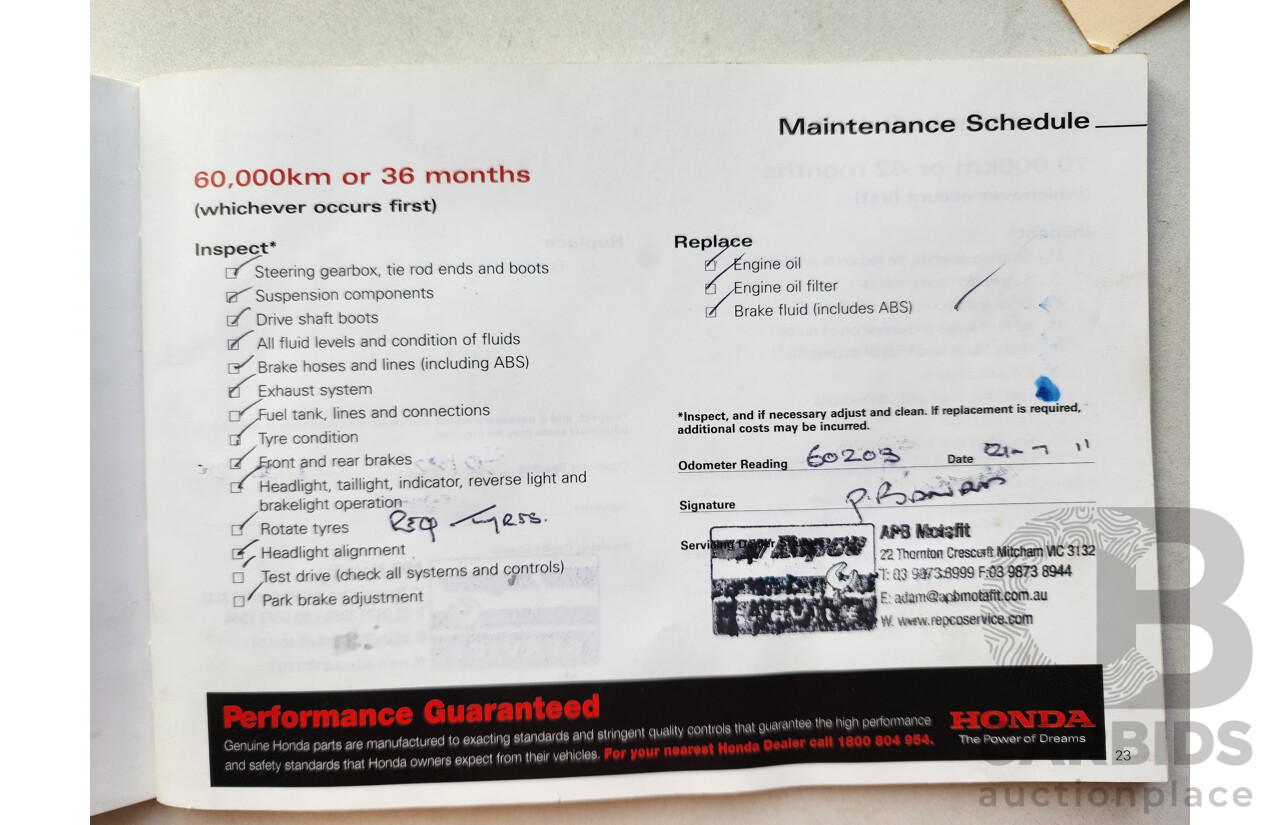 Maintenance Schedule
60,000km or 36 months
(whichever occurs first)
Inspect*
Steering gearbox, tie rod ends and boots
Suspension components
Drive shaft boots
All fluid levels and condition of fluids
Brake hoses and lines (including ABS)
Exhaust system
Fuel tank, lines and connections
Tyre condition
Front and rear brakes
Headlight, taillight, indicator, reverse light and
brakelight operation
Rotate tyres REQ TYRES.
Headlight alignment
Test drive (check all systems and controls)
Park brake adjustment
Replace
Engine oil
Engine oil filter
Brake fluid (includes ABS)
*Inspect, and if necessary adjust and clean. If replacement is required,
additional costs may be incurred.
Odometer Reading 60203 Date
Signature
Servicing Dealer
APB Motafit
22 Thornton Crescent Mitcham VIC 3132
T: 03 9873 8999 F: 03 9873 8944
E: adam@apbmotafit.com.au
W. www.repcoservice.com
Performance Guaranteed
Genuine Honda parts are manufactured to exacting standards and stringent quality controls that guarantee the high performance
and safety standards that Honda owners expect from their vehicles. For your nearest Honda Dealer call 1800 804 954.
HONDA
The Power of Dreams
23
CARBIDS
auctionplace